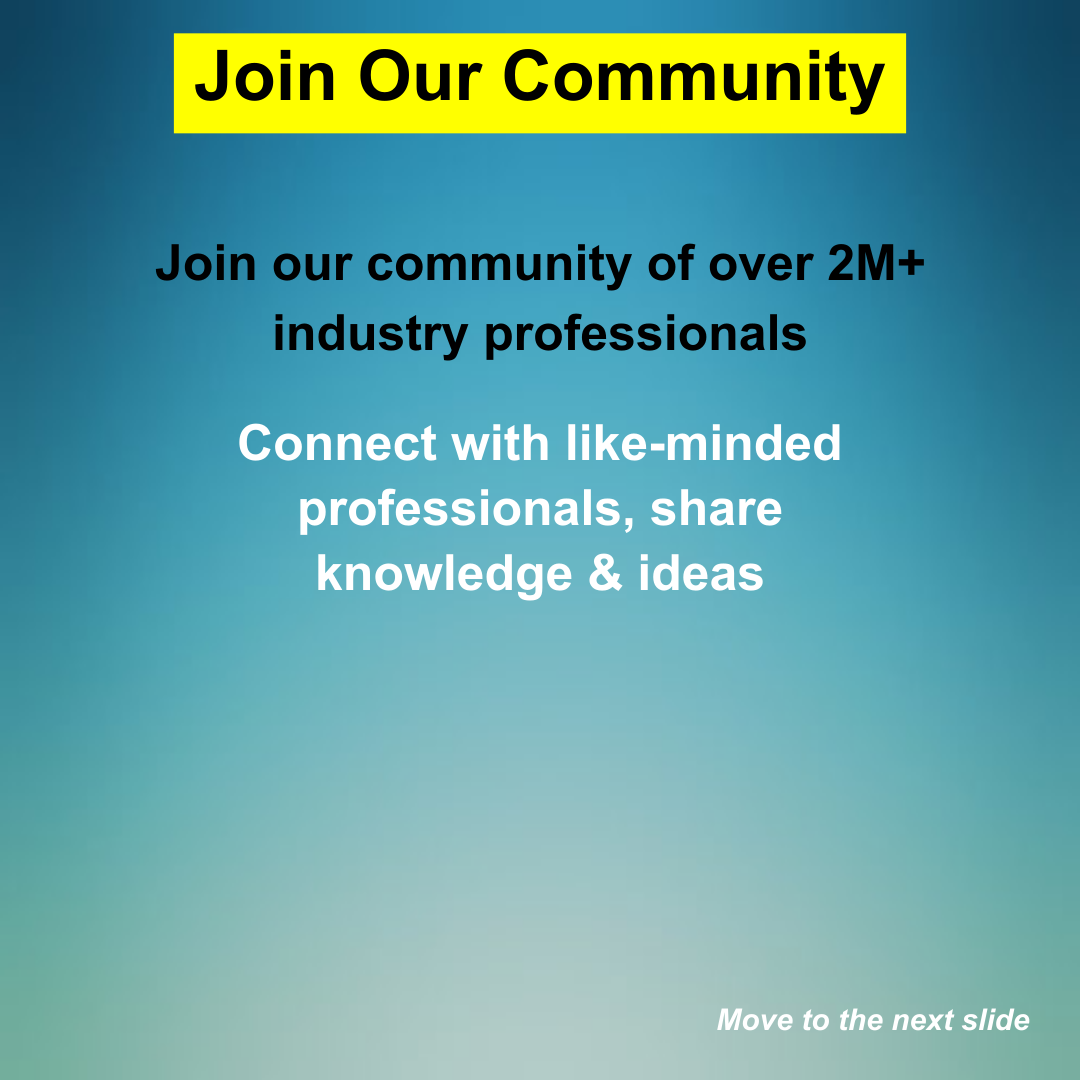 Join Our Community
Join our community of over 2M+
industry professionals
Connect with like-minded
professionals, share
knowledge & ideas
Move to the next slide